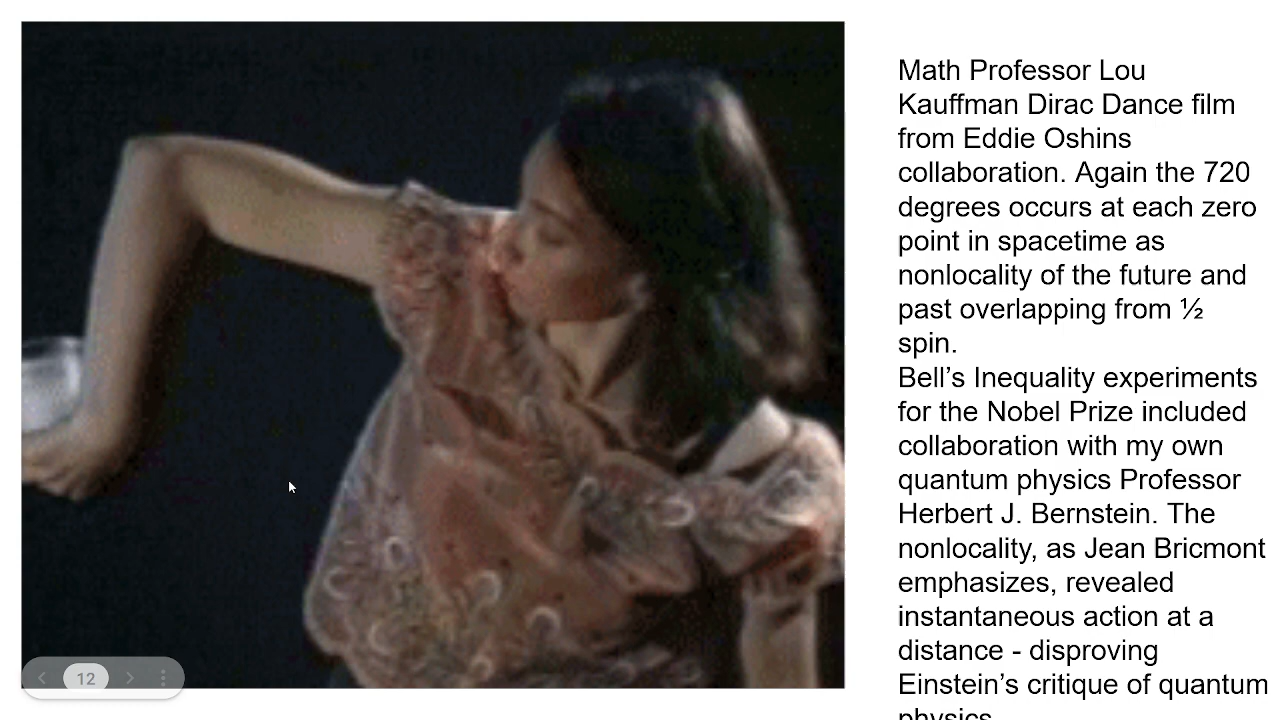 Math Professor Lou
Kauffman Dirac Dance film
from Eddie Oshins
collaboration. Again the 720
degrees occurs at each zero
point in spacetime as
nonlocality of the future and
past overlapping from ½
spin.
Bell’s Inequality experiments
for the Nobel Prize included
collaboration with my own
quantum physics Professor
Herbert J. Bernstein. The
nonlocality, as Jean Bricmont
emphasizes, revealed
instantaneous action at a
distance - disproving
Einstein’s critique of quantum
physics
12